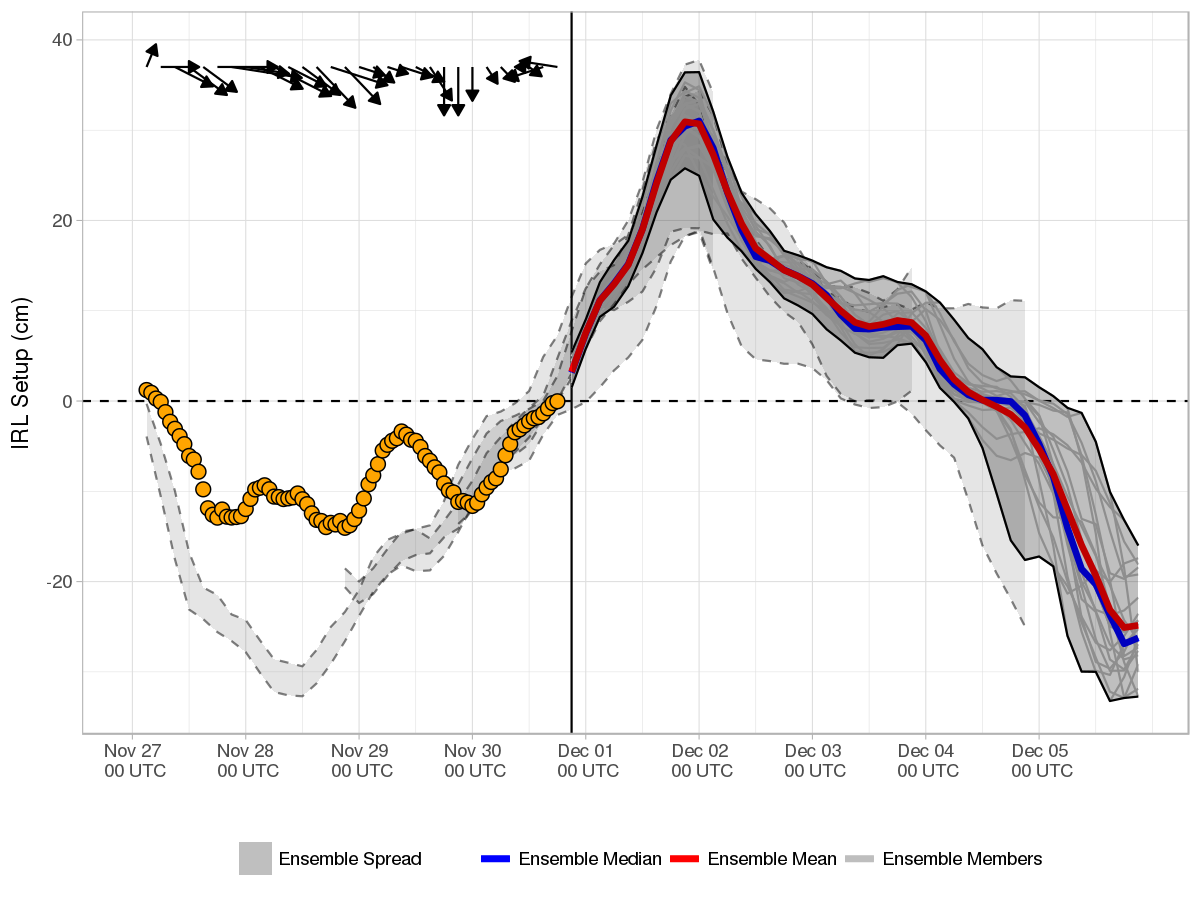 IRL Setup (cm)
40
20
0
-20
Nov 27 Nov 28 Nov 29 Nov 30 Dec 01 Dec 02 Dec 03 Dec 04 Dec 05
00 UTC 00 UTC 00 UTC 00 UTC 00 UTC 00 UTC 00 UTC 00 UTC 00 UTC
Ensemble Spread Ensemble Median Ensemble Mean Ensemble Members